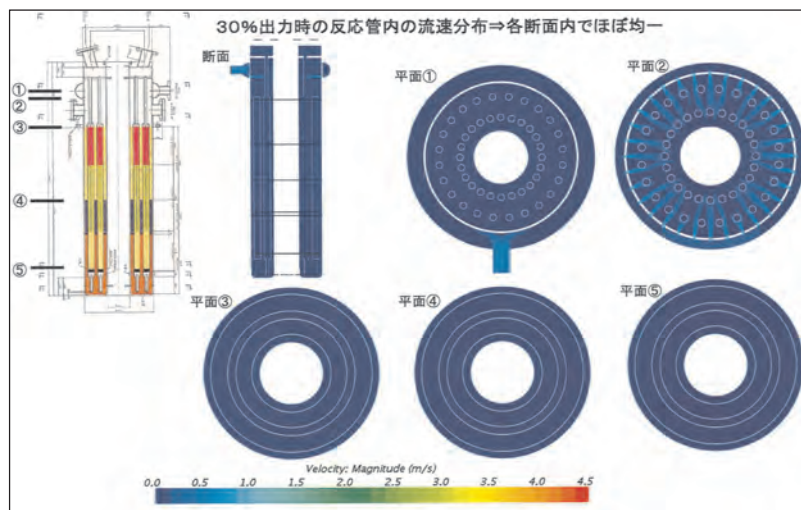 30％出力時の反応管内の流速分布⇒各断面内でほぼ均一
断面
平面①
平面②
①
②
③
④
⑤
平面③
平面④
平面⑤
Velocity: Magnitude (m/s)
0.0 0.5 1.0 1.5 2.0 2.5 3.0 3.5 4.0 4.5